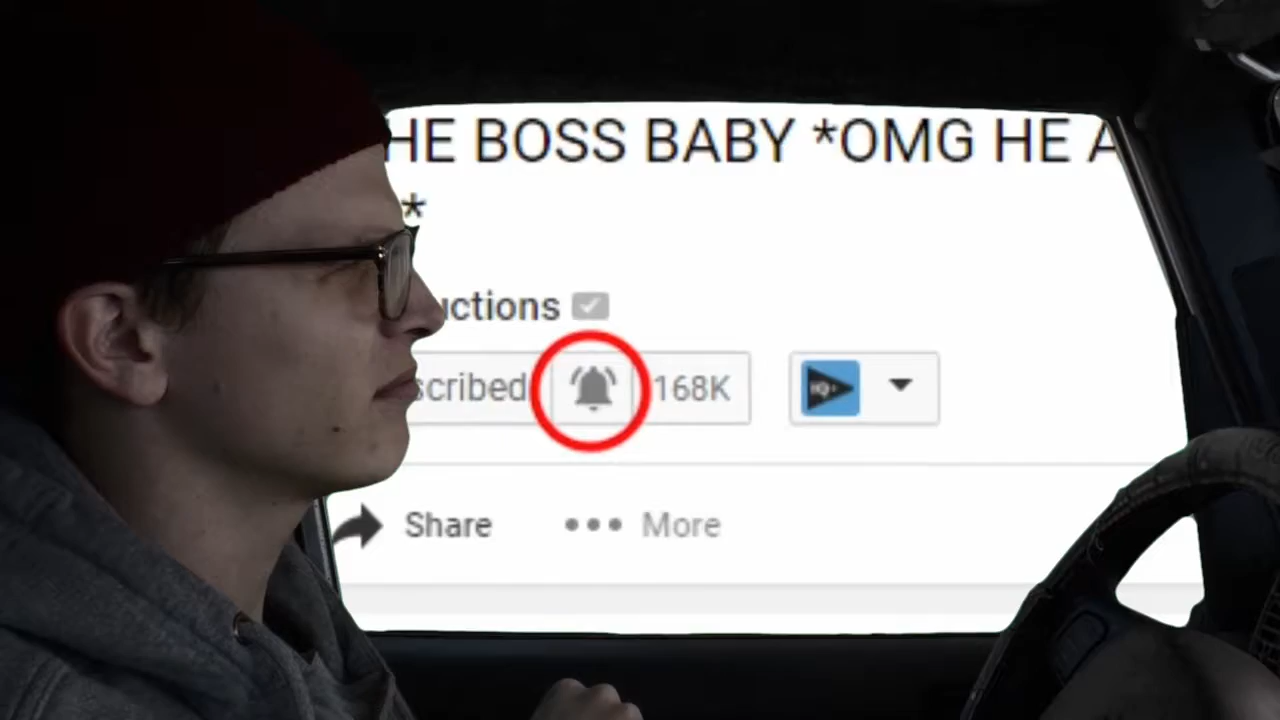 HE BOSS BABY *OMG HE A
*
uctions
scribed 168K
Share ••• More